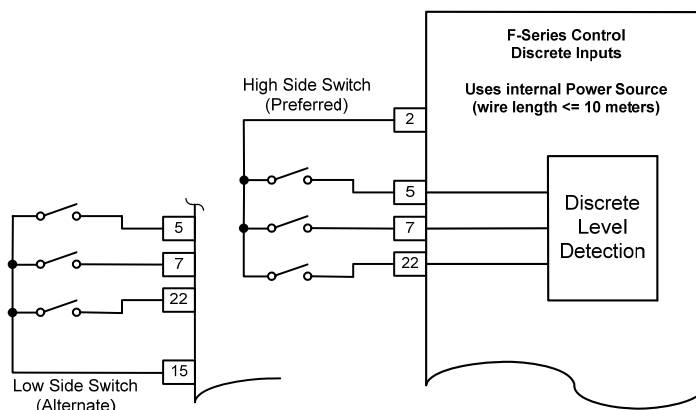 F-Series Control
Discrete Inputs
Uses internal Power Source
(wire length <= 10 meters)
High Side Switch
(Preferred)
2
5
7
22
Discrete
Level
Detection
5
7
22
15
Low Side Switch
(Alternate)